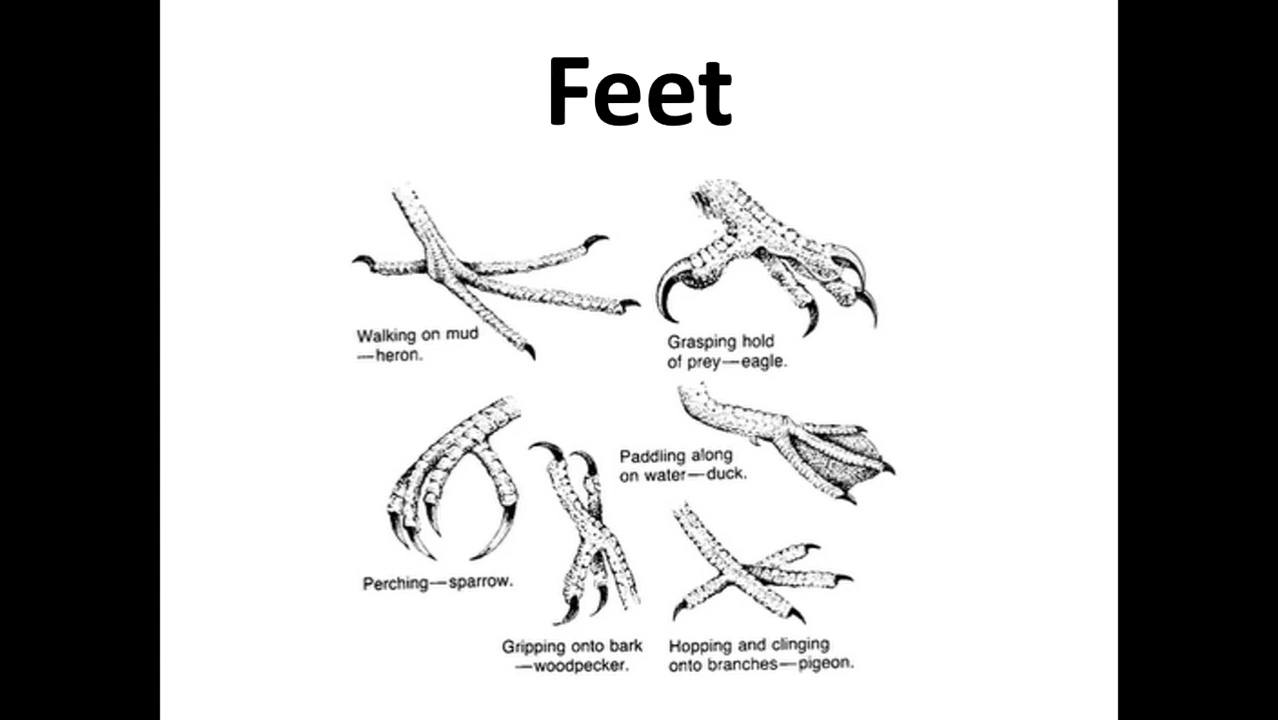 Feet
Walking on mud
—heron.
Grasping hold
of prey—eagle.
Paddling along
on water—duck.
Perching—sparrow.
Gripping onto bark
—woodpecker.
Hopping and clinging
onto branches—pigeon.